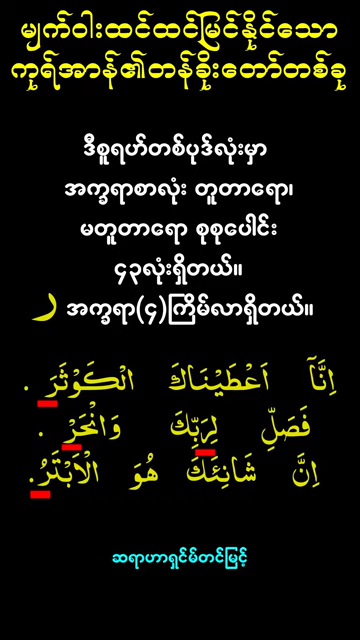 မျက်ဝါးထင်ထင်မြင်နိုင်သော
ကုရ်အာန်၏တန်ခိုးတော်တစ်ခု
ဒီစူရဟ်တစ်ပုဒ်လုံးမှာ
အက္ခရာစာလုံး တူတာရော၊
မတူတာရော စုစုပေါင်း
၄၃လုံးရှိတယ်။
ر အက္ခရာ(၄)ကြိမ်လာရှိတယ်။
اِنَّآ اَعْطَيْنَاكَ الْكَوْثَرَ .
فَصَلِّ لِرَبِّكَ وَانْحَرْ .
اِنَّ شَانِئَكَ هُوَ الْاَبْتَرُ .
ဆရာဟာရှင်မ်တင်မြင့်